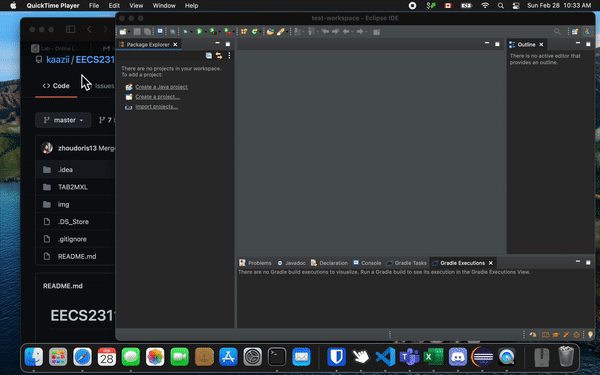 QuickTime Player File Edit View Window Help
Sun Feb 28 10:33 AM
test-workspace - Eclipse IDE
Lab - Online L...
kaazii / EECS231
Code Issues
master 7
zhoudoris13 Merge
.idea
TAB2MXL
img
.DS_Store
.gitignore
README.md
README.md
EECS2311
Package Explorer
There are no projects in your workspace.
To add a project:
Create a Java project
Create a project...
Import projects...
Outline
There is no active editor that
provides an outline.
Problems Javadoc Declaration Console Gradle Tasks Gradle Executions
There are no Gradle build executions to visualize. Run a Gradle build to see its execution in the Gradle Executions View.
FEB
28